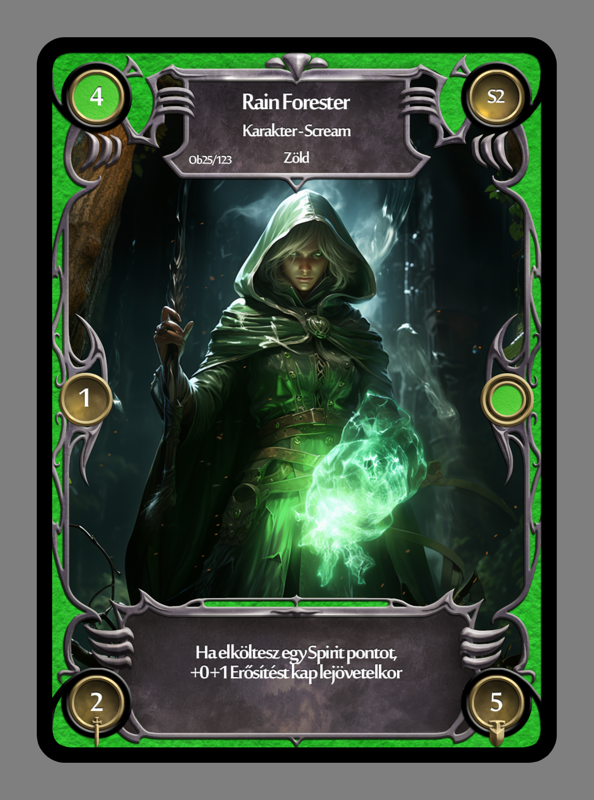 4
S2
Rain Forester
Karakter - Scream
Ob25/123
Zöld
1
Ha elköltesz egy Spirit pontot,
+0+1 Erősítést kap lejövetelkor
2
5